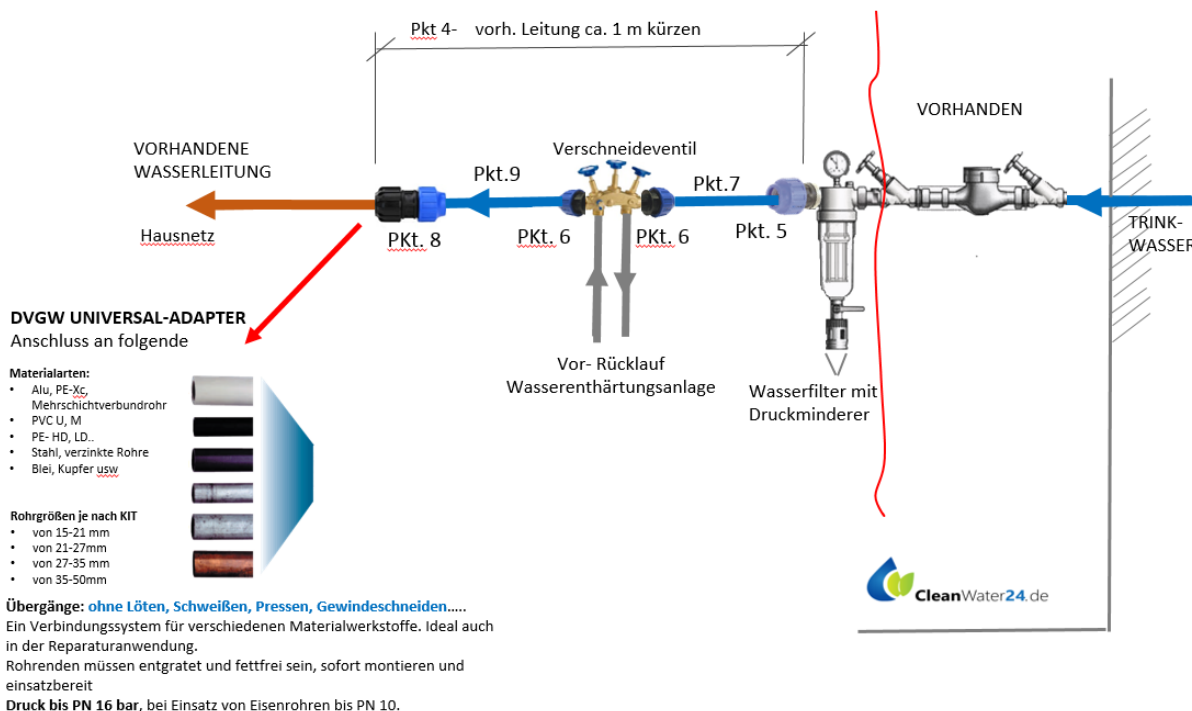 Pkt 4- vorh. Leitung ca. 1 m kürzen
VORHANDEN
VORHANDENE
WASSERLEITUNG
Verschneideventil
Pkt.9
Pkt.7
Hausnetz
PKt. 8
PKt. 6
PKt. 6
Pkt. 5
TRINK-
WASSER
DVGW UNIVERSAL-ADAPTER
Anschluss an folgende
Vor- Rücklauf
Wasserenthärtungsanlage
Wasserfilter mit
Druckminderer
Materialarten:
• Alu, PE-Xc,
Mehrschichtverbundrohr
• PVC U, M
• PE- HD, LD..
• Stahl, verzinkte Rohre
• Blei, Kupfer usw
Rohrgrößen je nach KIT
• von 15-21 mm
• von 21-27mm
• von 27-35 mm
• von 35-50mm
CleanWater24.de
Übergänge: ohne Löten, Schweißen, Pressen, Gewindeschneiden.....
Ein Verbindungssystem für verschiedenen Materialwerkstoffe. Ideal auch
in der Reparaturanwendung.
Rohrenden müssen entgratet und fettfrei sein, sofort montieren und
einsatzbereit
Druck bis PN 16 bar, bei Einsatz von Eisenrohren bis PN 10.